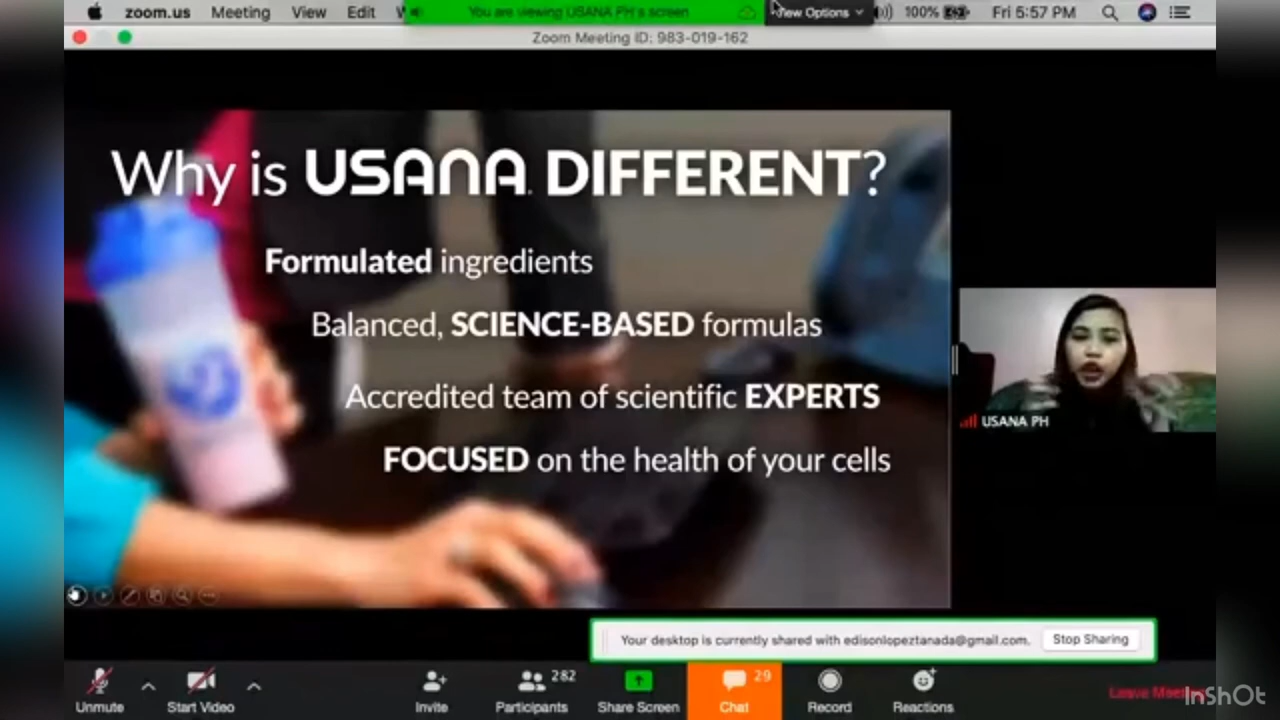 zoom.us Meeting View Edit
You are viewing USANA PH's screen
View Options
100% Fri 5:57 PM
Zoom Meeting ID: 983-019-162
Why is USANA DIFFERENT?
Formulated ingredients
Balanced, SCIENCE-BASED formulas
Accredited team of scientific EXPERTS
FOCUSED on the health of your cells
USANA PH
Your desktop is currently shared with edisonlopeztanada@gmail.com. Stop Sharing
282 29
Unmute Start Video Invite Participants Share Screen Chat Record Reactions
Leave
InShOt